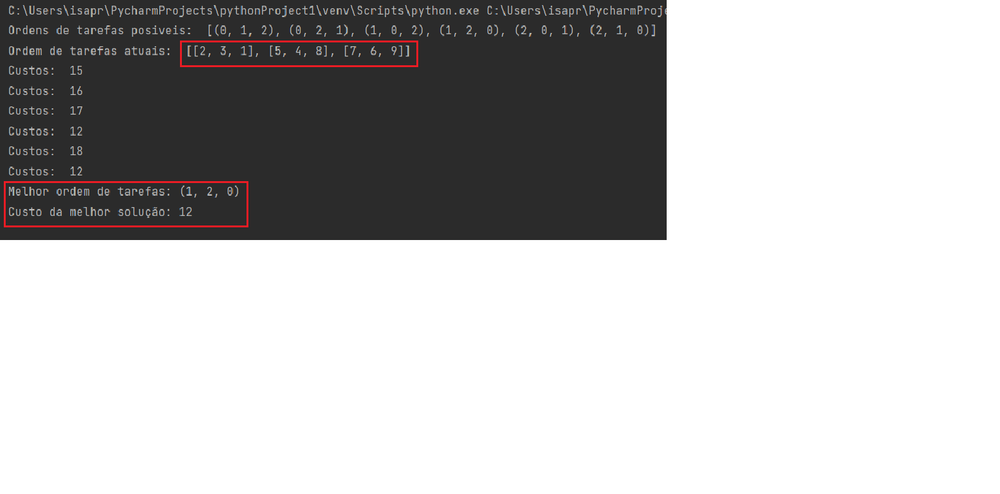 C:\Users\isapr\PycharmProjects\pythonProject1\venv\Scripts\python.exe C:\Users\isapr\PycharmProje
Ordens de tarefas posiveis:  [(0, 1, 2), (0, 2, 1), (1, 0, 2), (1, 2, 0), (2, 0, 1), (2, 1, 0)]
Ordem de tarefas atuais:  [[2, 3, 1], [5, 4, 8], [7, 6, 9]]
Custos:  15
Custos:  16
Custos:  17
Custos:  12
Custos:  18
Custos:  12
Melhor ordem de tarefas: (1, 2, 0)
Custo da melhor solução: 12